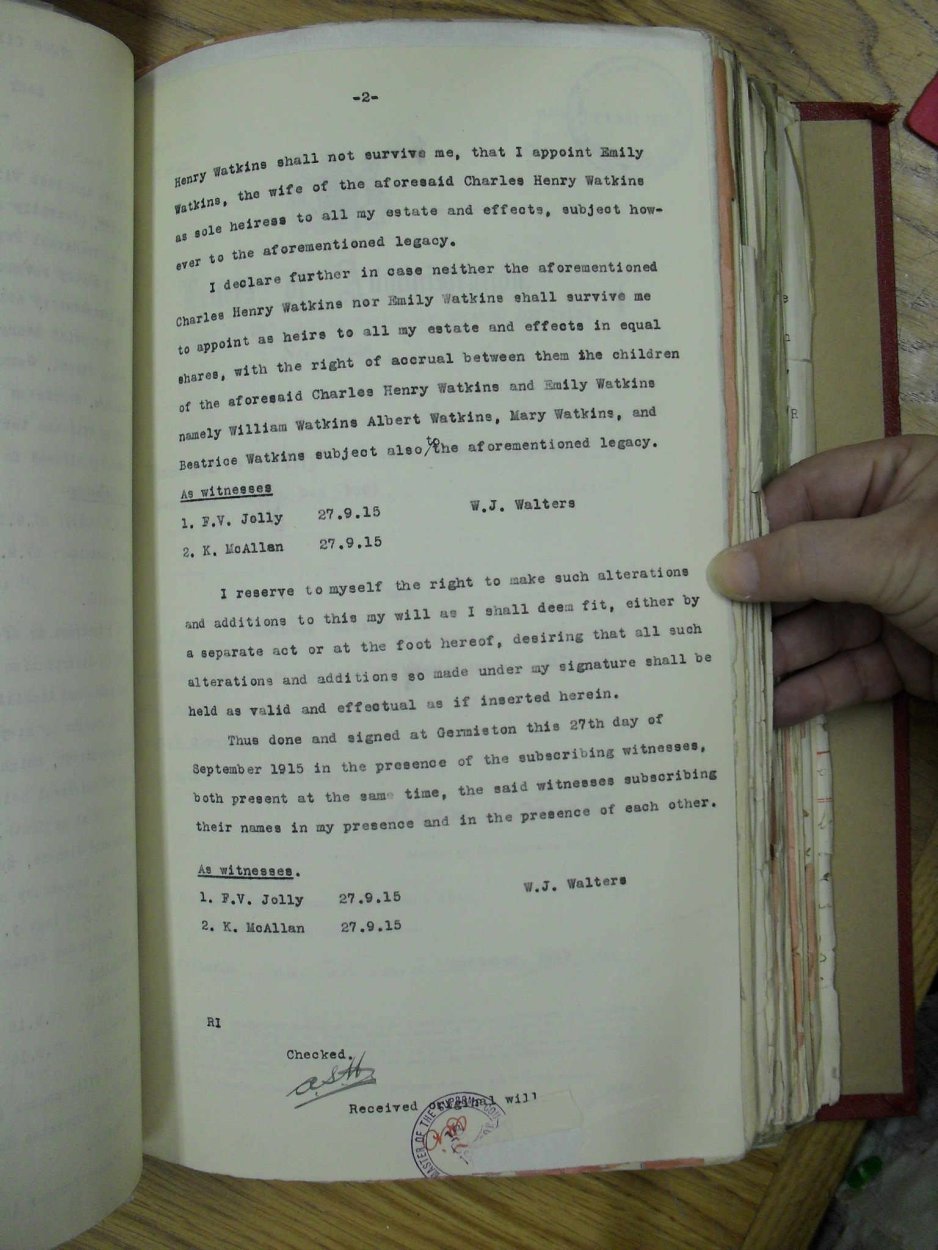 -2-
Henry Watkins shall not survive me, that I appoint Emily
Watkins, the wife of the aforesaid Charles Henry Watkins
as sole heiress to all my estate and effects, subject how-
ever to the aforementioned legacy.
I declare further in case neither the aforementioned
Charles Henry Watkins nor Emily Watkins shall survive me
to appoint as heirs to all my estate and effects in equal
shares, with the right of accrual between them the children
of the aforesaid Charles Henry Watkins and Emily Watkins
namely William Watkins Albert Watkins, Mary Watkins, and
Beatrice Watkins subject also/to the aforementioned legacy.
As witnesses
1. F.V. Jolly 27.9.15 W.J. Walters
2. K. McAllan 27.9.15
I reserve to myself the right to make such alterations
and additions to this my will as I shall deem fit, either by
a separate act or at the foot hereof, desiring that all such
alterations and additions so made under my signature shall be
held as valid and effectual as if inserted herein.
Thus done and signed at Germiston this 27th day of
September 1915 in the presence of the subscribing witnesses,
both present at the same time, the said witnesses subscribing
their names in my presence and in the presence of each other.
As witnesses.
1. F.V. Jolly 27.9.15 W.J. Walters
2. K. McAllan 27.9.15
RI
Checked.
Received original will
MASTER OF THE SUPREME COU